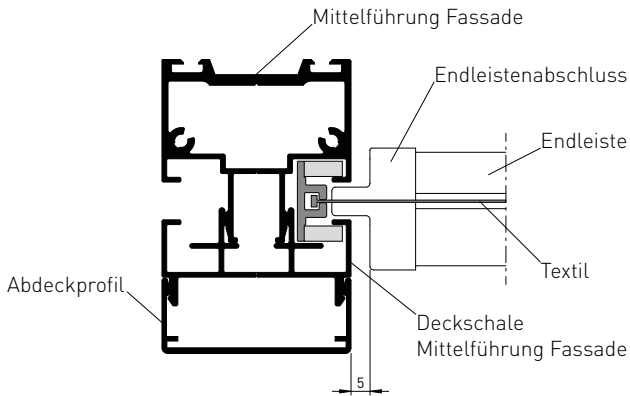 Mittelführung Fassade
Endleistenabschluss
Endleiste
Textil
Abdeckprofil
Deckschale
Mittelführung Fassade
5